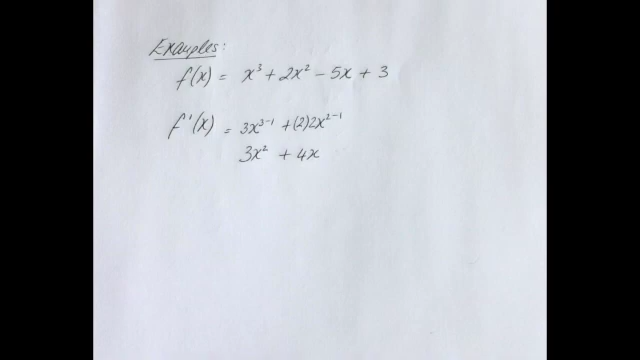 Examples:
f(x) = x³ + 2x² - 5x + 3
f'(x) = 3x³⁻¹ + (2)2x²⁻¹
3x² + 4x